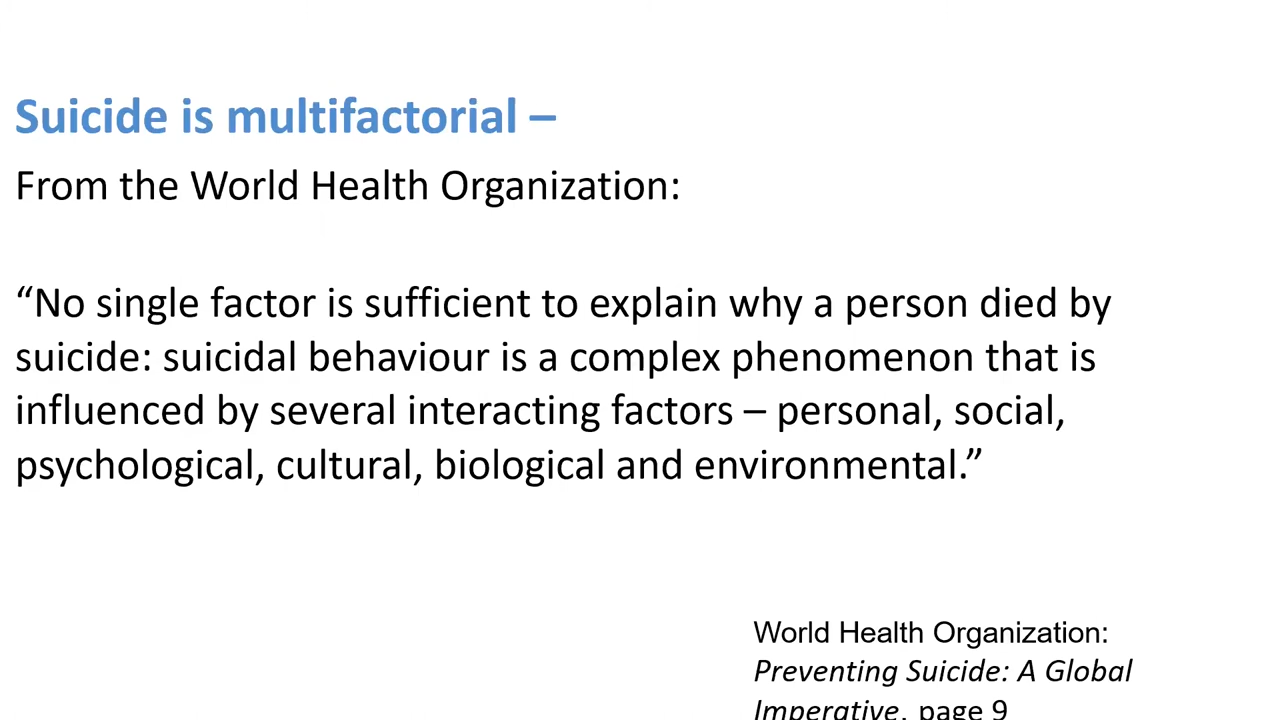 Suicide is multifactorial –
From the World Health Organization:
“No single factor is sufficient to explain why a person died by
suicide: suicidal behaviour is a complex phenomenon that is
influenced by several interacting factors – personal, social,
psychological, cultural, biological and environmental.”
World Health Organization:
Preventing Suicide: A Global
Imperative, page 9